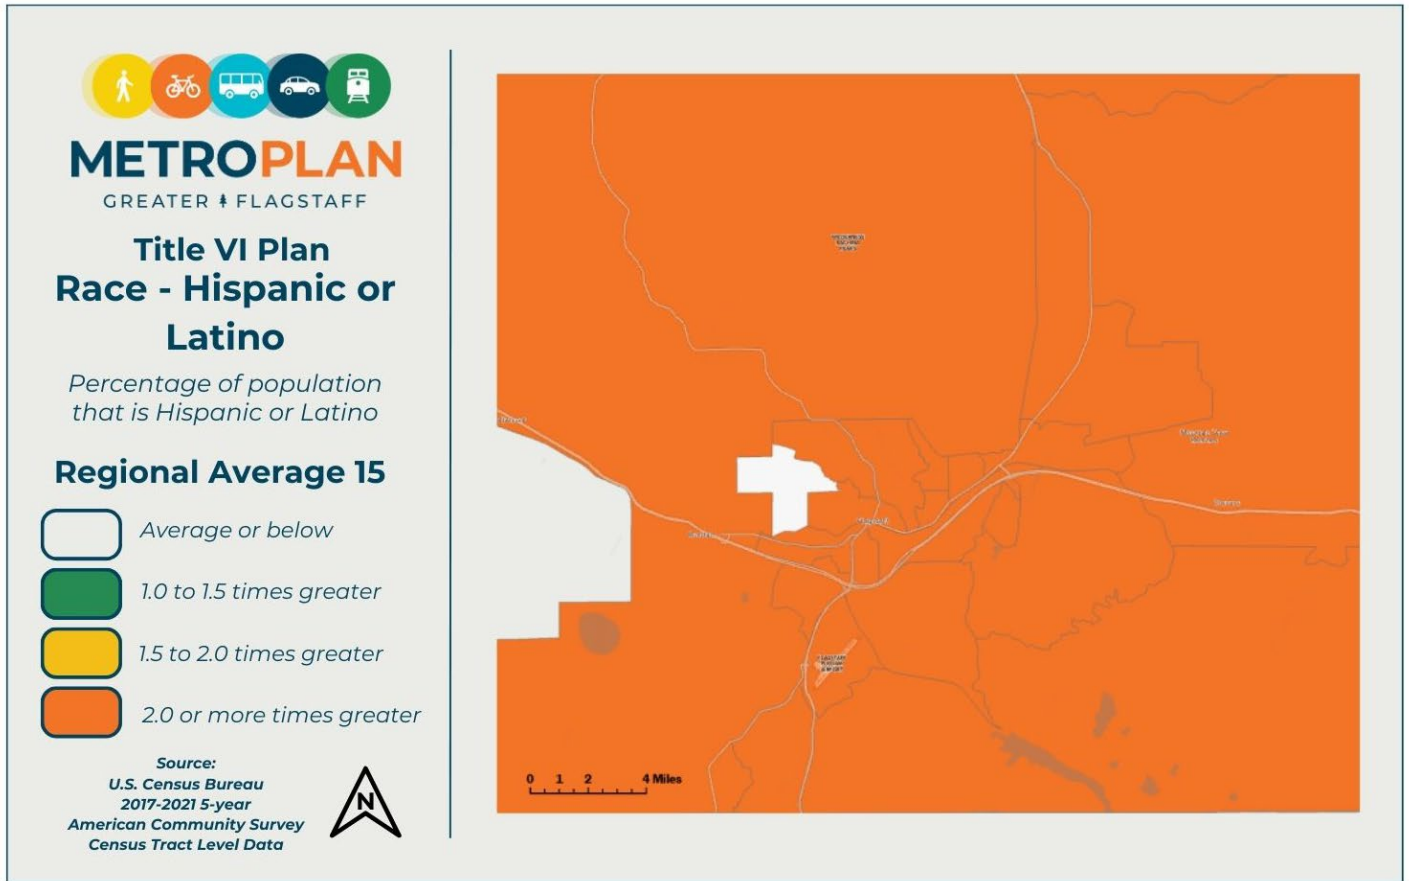 METROPLAN
GREATER FLAGSTAFF
Title VI Plan
Race - Hispanic or
Latino
Percentage of population
that is Hispanic or Latino
Regional Average 15
Average or below
1.0 to 1.5 times greater
1.5 to 2.0 times greater
2.0 or more times greater
Source:
U.S. Census Bureau
2017-2021 5-year
American Community Survey
Census Tract Level Data
N
0 1 2 4 Miles